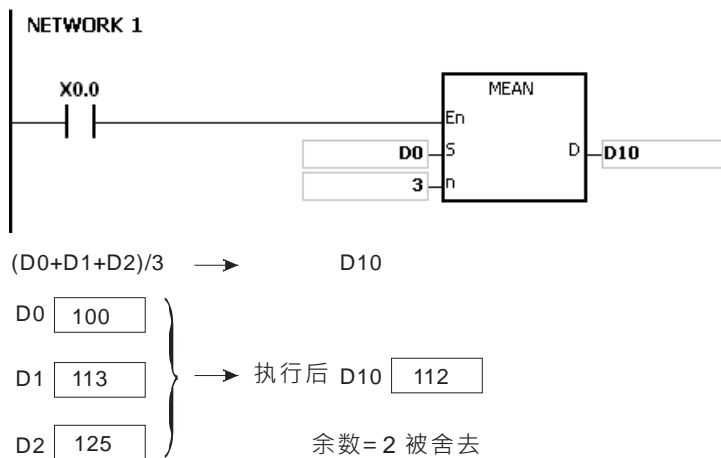 NETWORK 1
X0.0
MEAN
En
D0 S D D10
3 n
(D0+D1+D2)/3 → D10
D0 100
D1 113 → 执行后 D10 112
D2 125
余数=2 被舍去